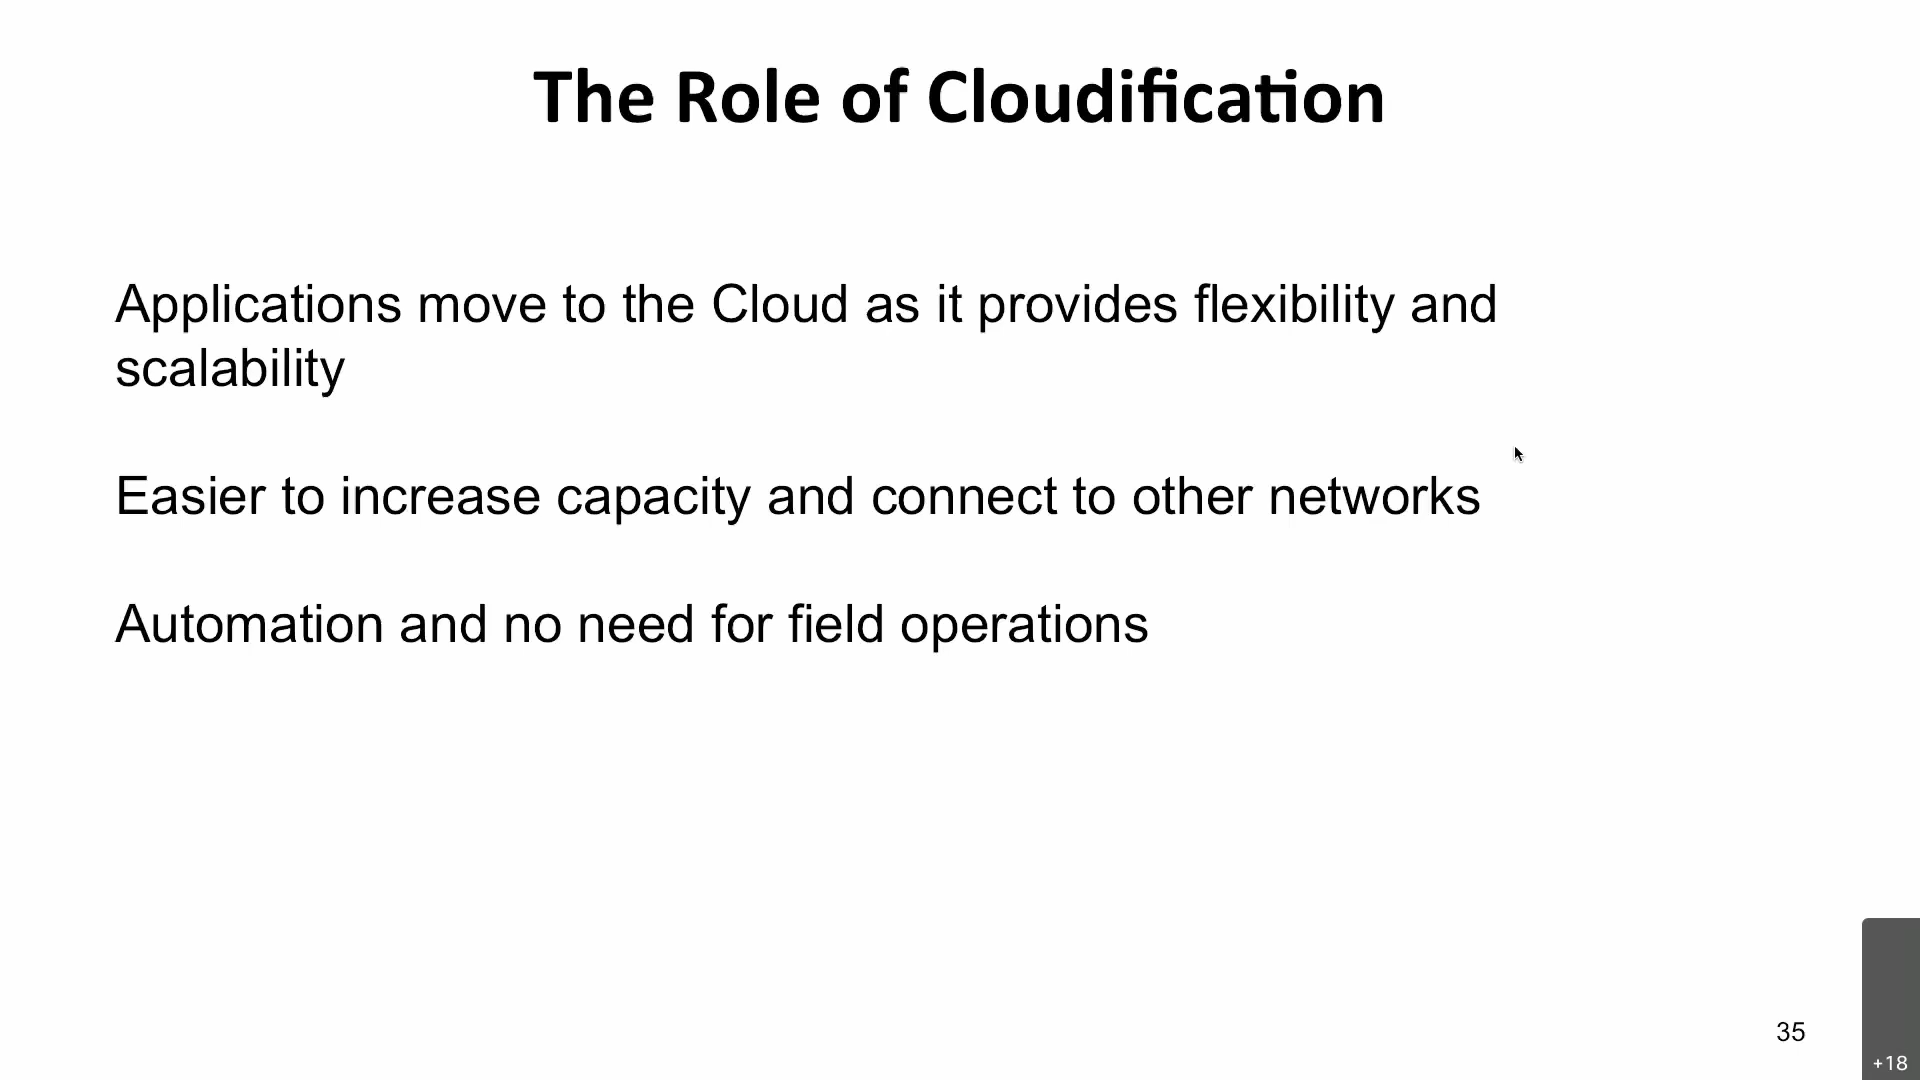 The Role of Cloudification
Applications move to the Cloud as it provides flexibility and
scalability
Easier to increase capacity and connect to other networks
Automation and no need for field operations
35
+18